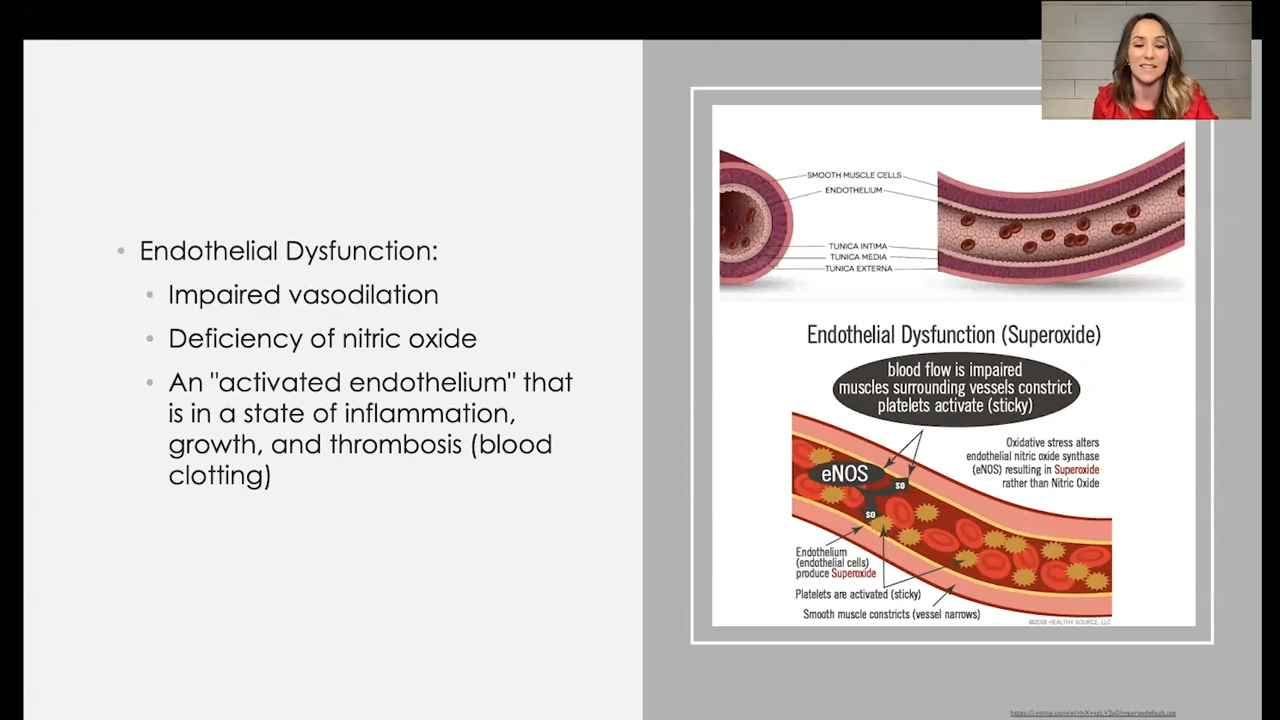 Endothelial Dysfunction:
Impaired vasodilation
Deficiency of nitric oxide
An "activated endothelium" that
is in a state of inflammation,
growth, and thrombosis (blood
clotting)
SMOOTH MUSCLE CELLS
ENDOTHELIUM
TUNICA INTIMA
TUNICA MEDIA
TUNICA EXTERNA
Endothelial Dysfunction (Superoxide)
blood flow is impaired
muscles surrounding vessels constrict
platelets activate (sticky)
Oxidative stress alters
endothelial nitric oxide synthase
(eNOS) resulting in Superoxide
rather than Nitric Oxide
eNOS
SO
SO
Endothelium
(endothelial cells)
produce Superoxide
Platelets are activated (sticky)
Smooth muscle constricts (vessel narrows)
©2018 HEALTHY SOURCE, LLC